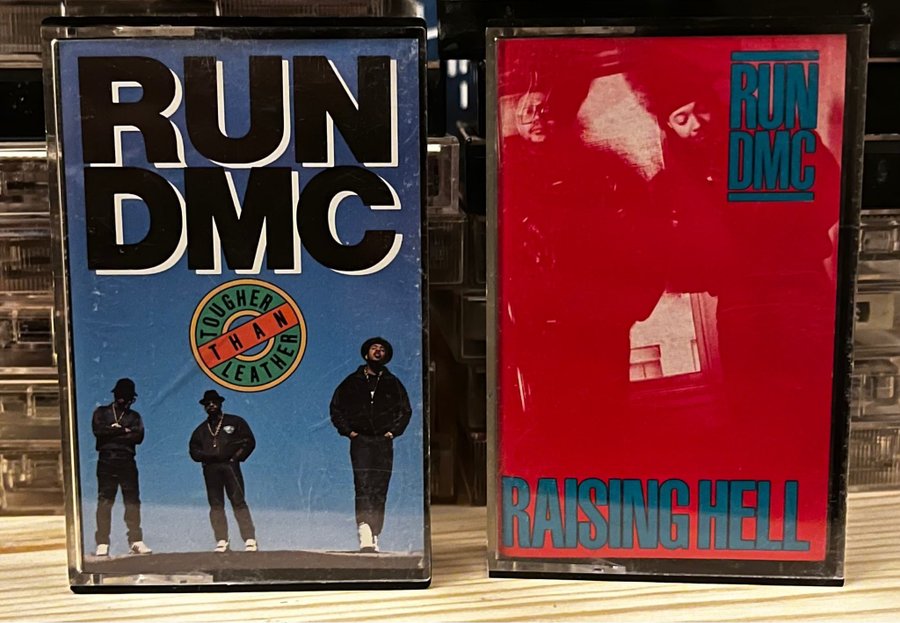 RUN
DMC
TOUGHER
THAN
LEATHER
RUN
DMC
RAISING HELL